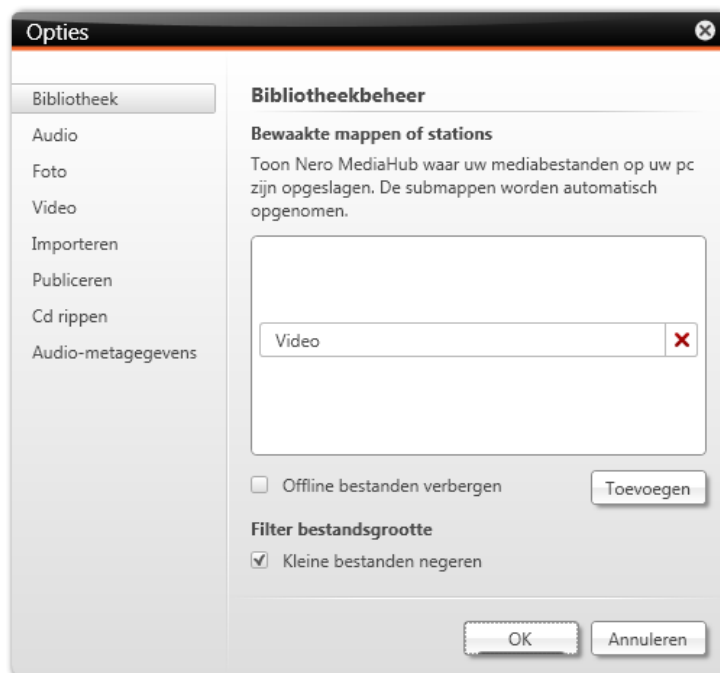 Opties
Bibliotheek
Audio
Foto
Video
Importeren
Publiceren
Cd rippen
Audio-metagegevens
Bibliotheekbeheer
Bewaakte mappen of stations
Toon Nero MediaHub waar uw mediabestanden op uw pc
zijn opgeslagen. De submappen worden automatisch
opgenomen.
Video
Offline bestanden verbergen
Toevoegen
Filter bestandsgrootte
Kleine bestanden negeren
OK
Annuleren